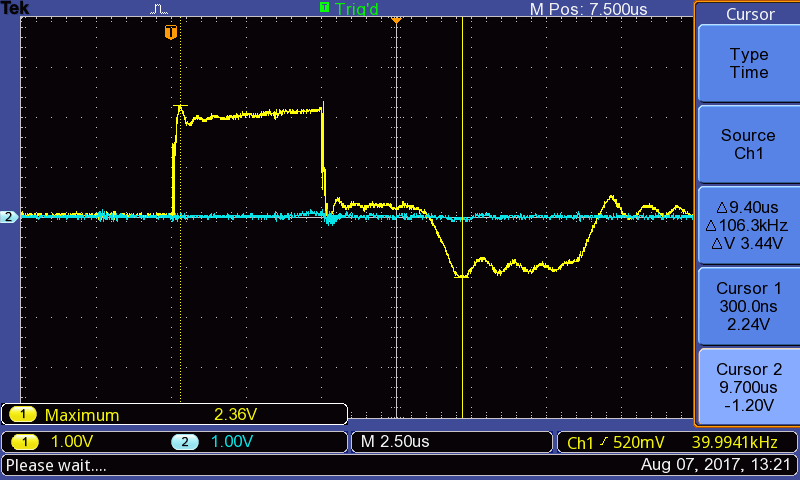 Tek
T Trig'd
M Pos: 7.500us
Cursor
T
Type
Time
Source
Ch1
2
△9.40us
△106.3kHz
△V 3.44V
Cursor 1
300.0ns
2.24V
Cursor 2
9.700us
-1.20V
1 Maximum 2.36V
1 1.00V 2 1.00V M 2.50us Ch1 520mV 39.9941kHz
Please wait.... Aug 07, 2017, 13:21